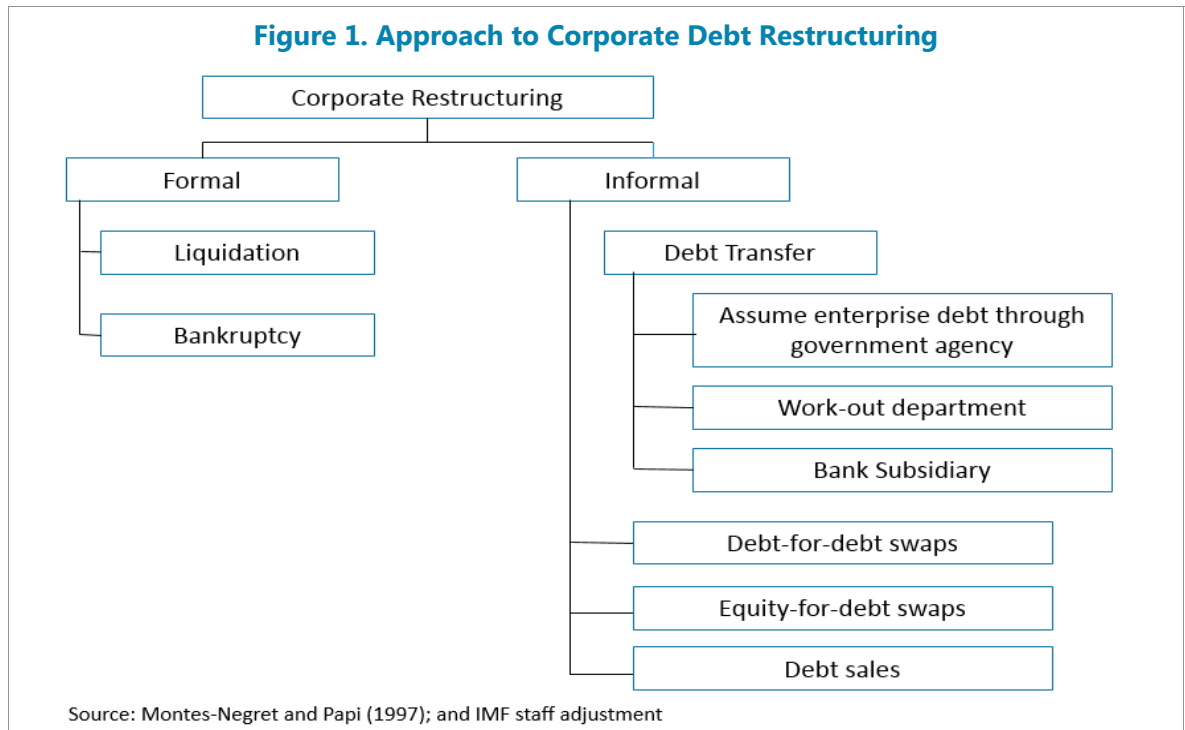 Figure 1. Approach to Corporate Debt Restructuring
Corporate Restructuring
Formal
Informal
Liquidation
Debt Transfer
Bankruptcy
Assume enterprise debt through
government agency
Work-out department
Bank Subsidiary
Debt-for-debt swaps
Equity-for-debt swaps
Debt sales
Source: Montes-Negret and Papi (1997); and IMF staff adjustment